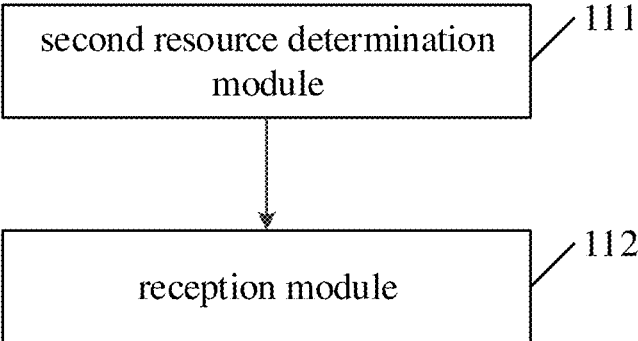 111
second resource determination
module
112
reception module